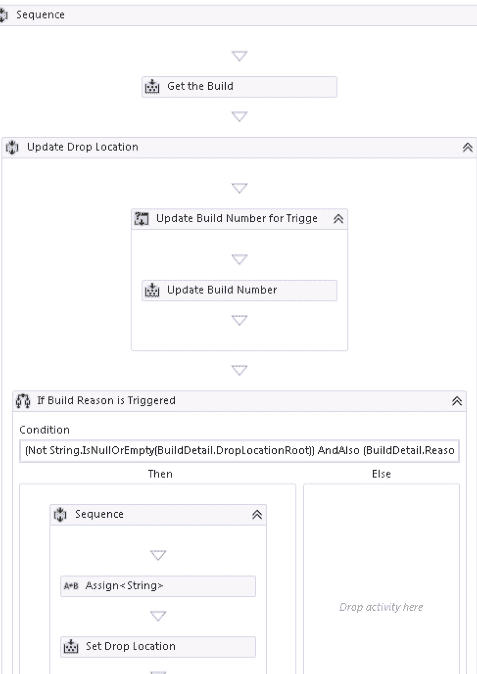 Sequence
Get the Build
Update Drop Location
Update Build Number for Trigge
Update Build Number
If Build Reason is Triggered
Condition
(Not String.IsNullOrEmpty(BuildDetail.DropLocationRoot)) AndAlso (BuildDetail.Reaso
Then
Else
Sequence
A+B Assign<String>
Drop activity here
Set Drop Location